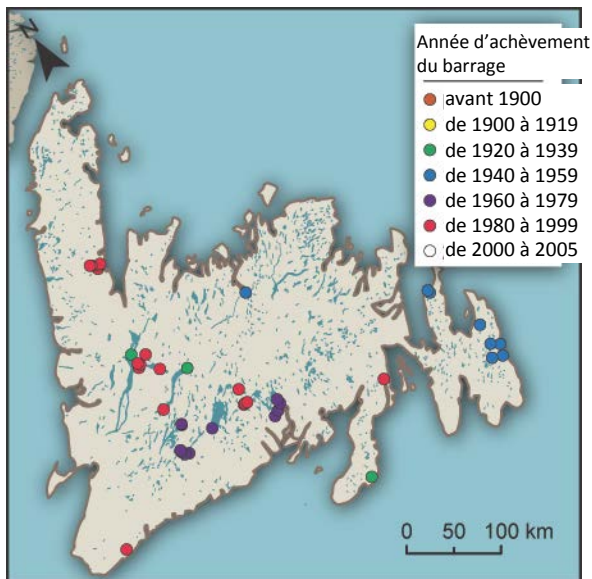 N
Année d'achèvement
du barrage
avant 1900
de 1900 à 1919
de 1920 à 1939
de 1940 à 1959
de 1960 à 1979
de 1980 à 1999
de 2000 à 2005
0 50 100 km